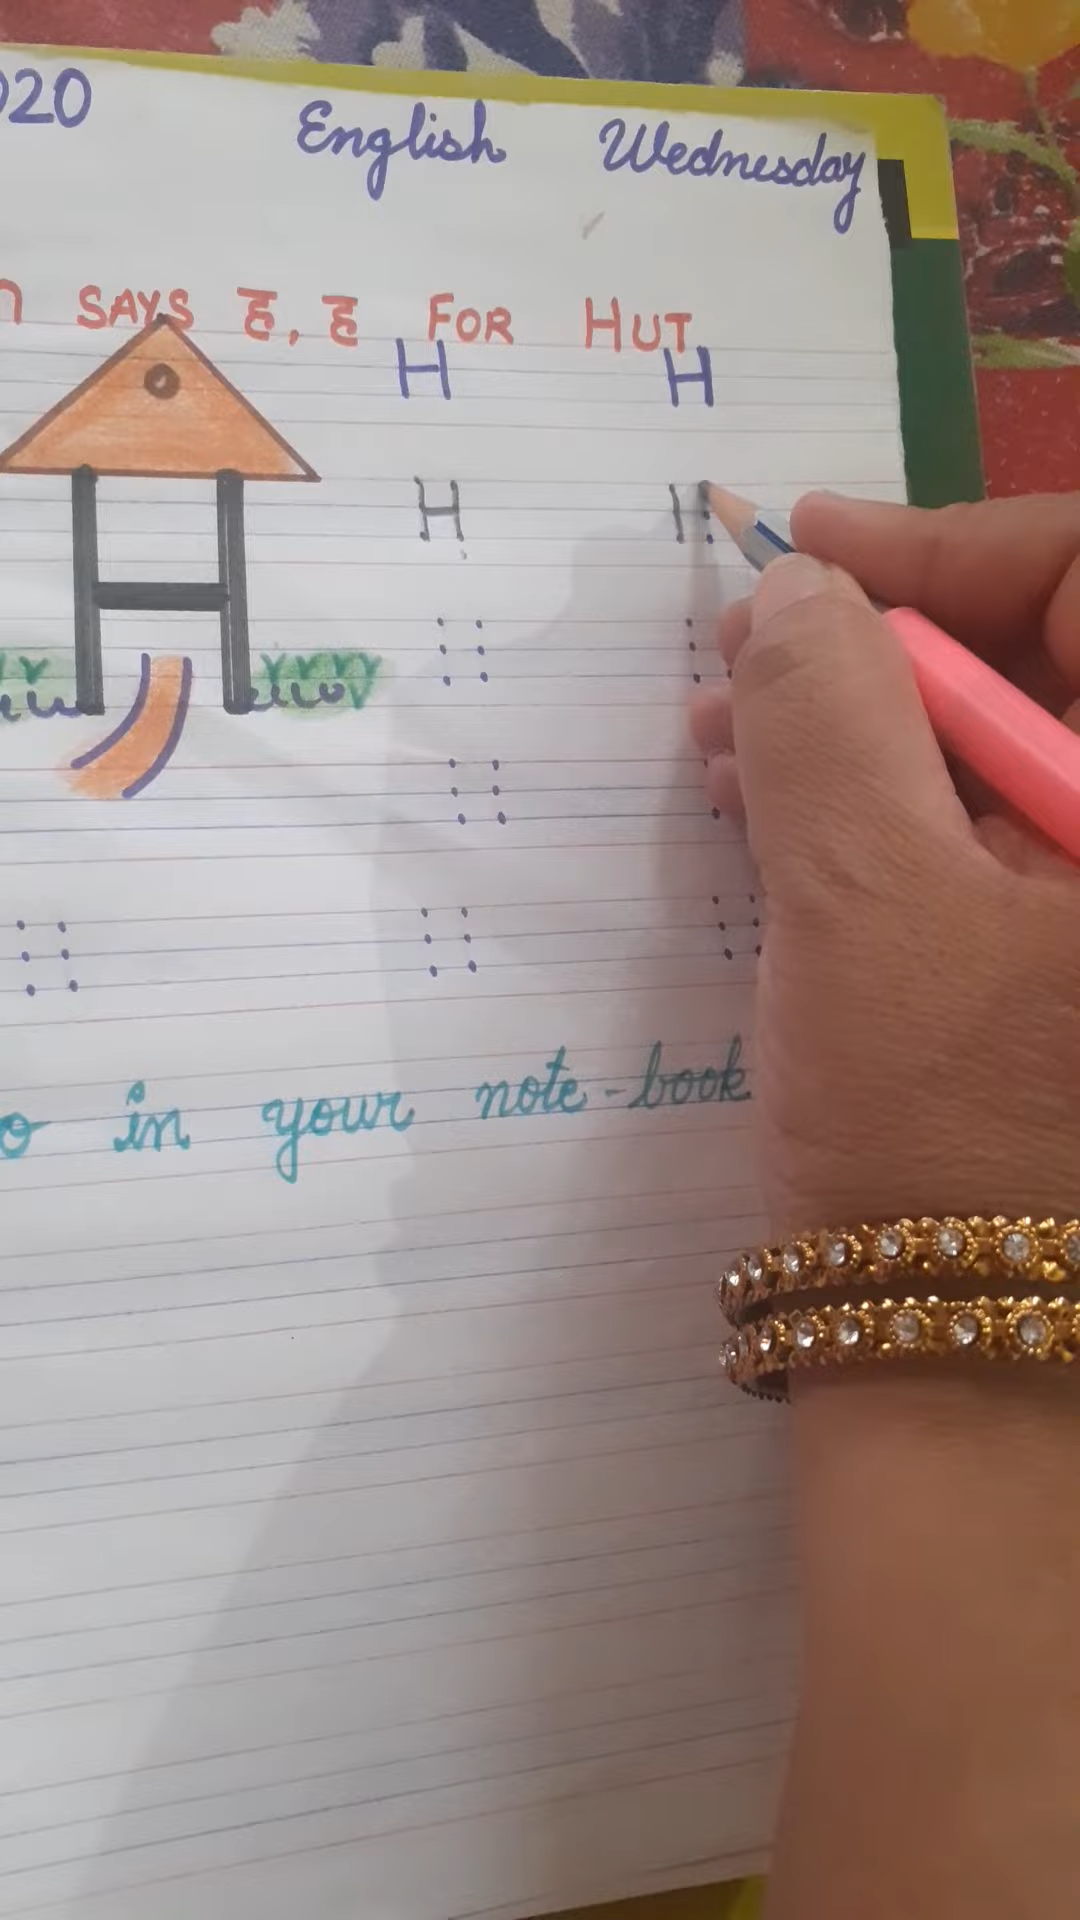 020 English Wednesday
SAYS ह, ह FOR HUT
H H
H
in your note-book